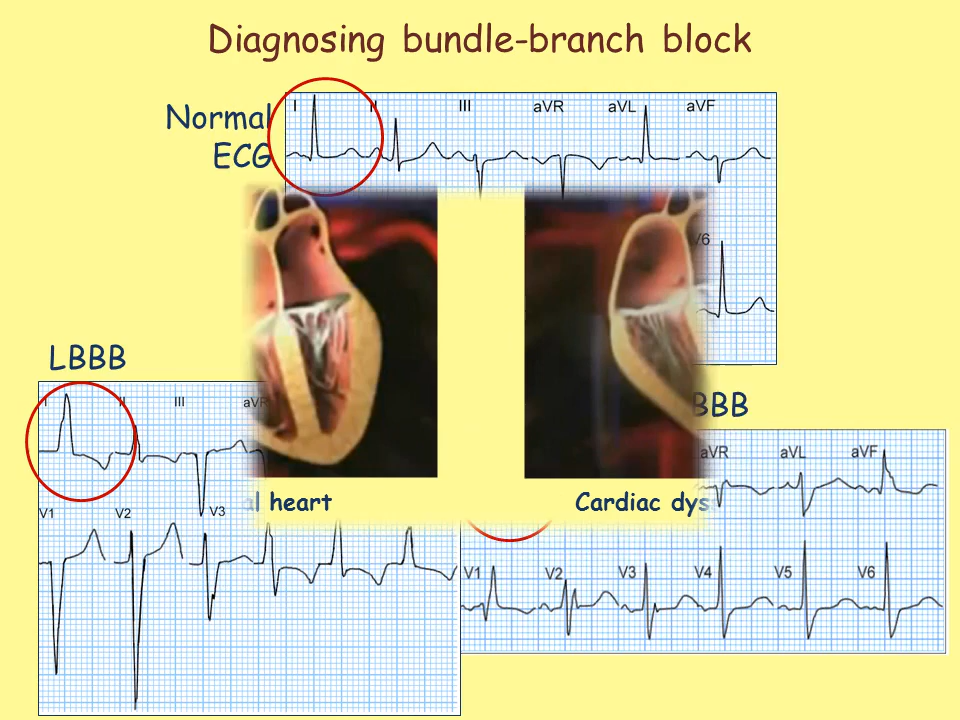 Diagnosing bundle-branch block
Normal
ECG
I II III aVR aVL aVF
V6
LBBB
I II III
BBB
aVR aVL aVF
V1 V2 V3
heart
Cardiac
V1 V2 V3 V4 V5 V6